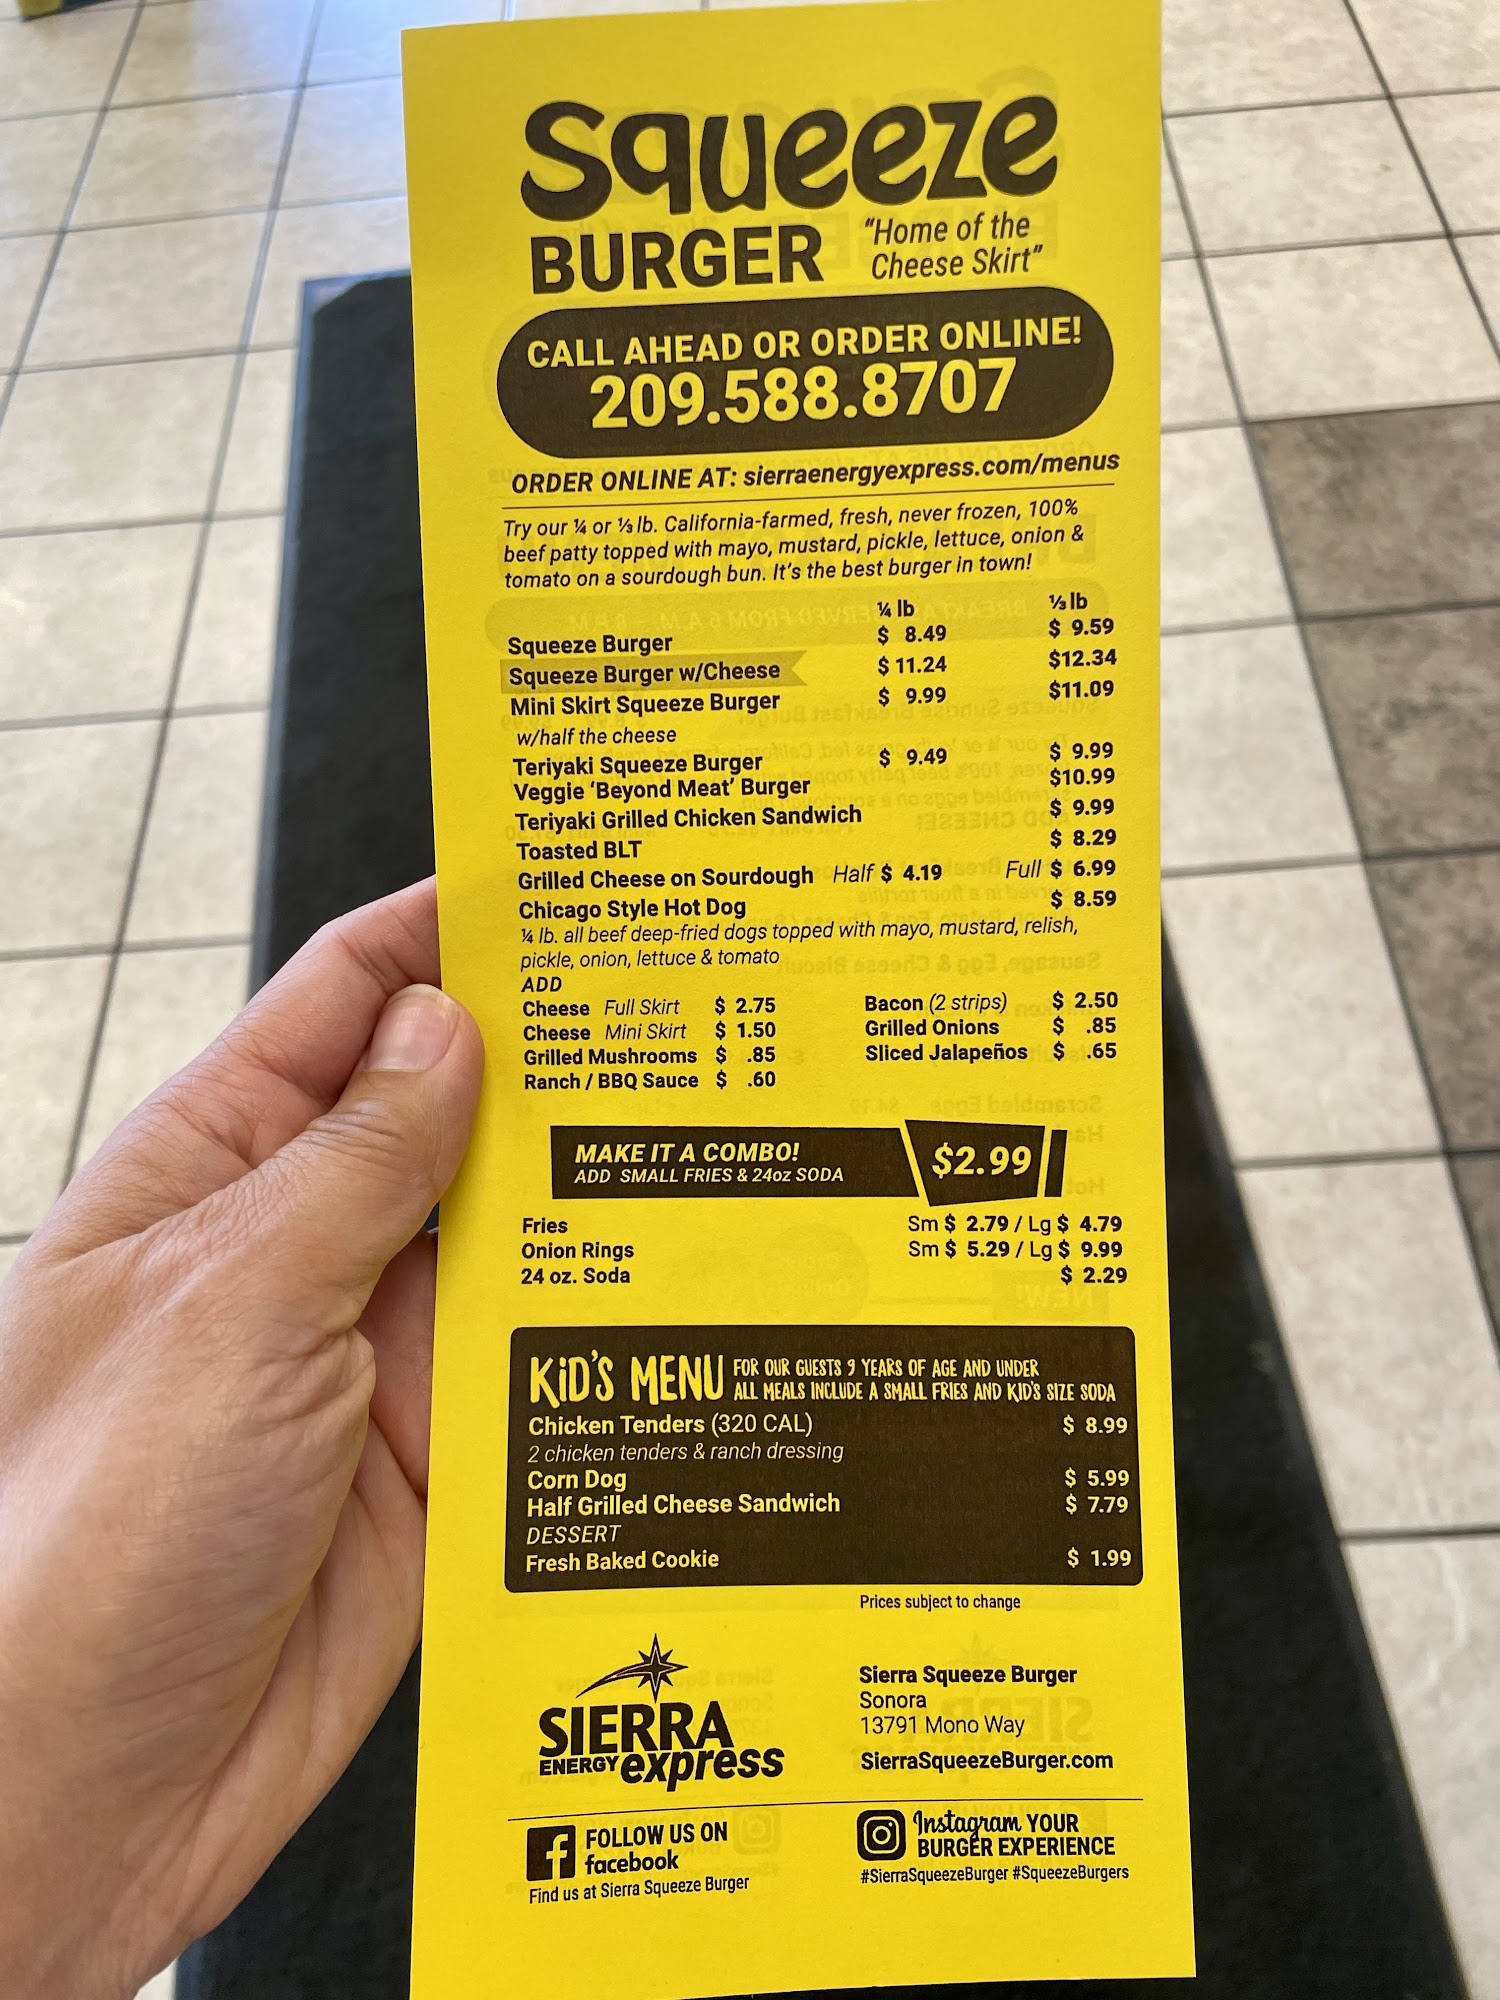 Squeeze
BURGER "Home of the Cheese Skirt"
CALL AHEAD OR ORDER ONLINE!
209.588.8707
ORDER ONLINE AT: sierraenergyexpress.com/menus
Try our ¼ or ⅓ lb. California-farmed, fresh, never frozen, 100%
beef patty topped with mayo, mustard, pickle, lettuce, onion &
tomato on a sourdough bun. It's the best burger in town!
¼ lb ⅓ lb
Squeeze Burger $ 8.49 $ 9.59
Squeeze Burger w/Cheese $ 11.24 $12.34
Mini Skirt Squeeze Burger $ 9.99 $11.09
w/half the cheese
Teriyaki Squeeze Burger $ 9.49 $ 9.99
Veggie 'Beyond Meat' Burger $10.99
Teriyaki Grilled Chicken Sandwich $ 9.99
Toasted BLT $ 8.29
Grilled Cheese on Sourdough Half $ 4.19 Full $ 6.99
Chicago Style Hot Dog $ 8.59
¼ lb. all beef deep-fried dogs topped with mayo, mustard, relish,
pickle, onion, lettuce & tomato
ADD
Cheese Full Skirt $ 2.75 Bacon (2 strips) $ 2.50
Cheese Mini Skirt $ 1.50 Grilled Onions $ .85
Grilled Mushrooms $ .85 Sliced Jalapeños $ .65
Ranch / BBQ Sauce $ .60
MAKE IT A COMBO!
ADD SMALL FRIES & 24oz SODA $2.99
Fries Sm $ 2.79 / Lg $ 4.79
Onion Rings Sm $ 5.29 / Lg $ 9.99
24 oz. Soda $ 2.29
KiD'S MENU FOR OUR GUESTS 9 YEARS OF AGE AND UNDER
ALL MEALS INCLUDE A SMALL FRIES AND KID'S SIZE SODA
Chicken Tenders (320 CAL) $ 8.99
2 chicken tenders & ranch dressing
Corn Dog $ 5.99
Half Grilled Cheese Sandwich $ 7.79
DESSERT
Fresh Baked Cookie $ 1.99
Prices subject to change
SIERRA
ENERGY express
Sierra Squeeze Burger
Sonora
13791 Mono Way
SierraSqueezeBurger.com
FOLLOW US ON
facebook
Find us at Sierra Squeeze Burger
Instagram YOUR
BURGER EXPERIENCE
#SierraSqueezeBurger #SqueezeBurgers